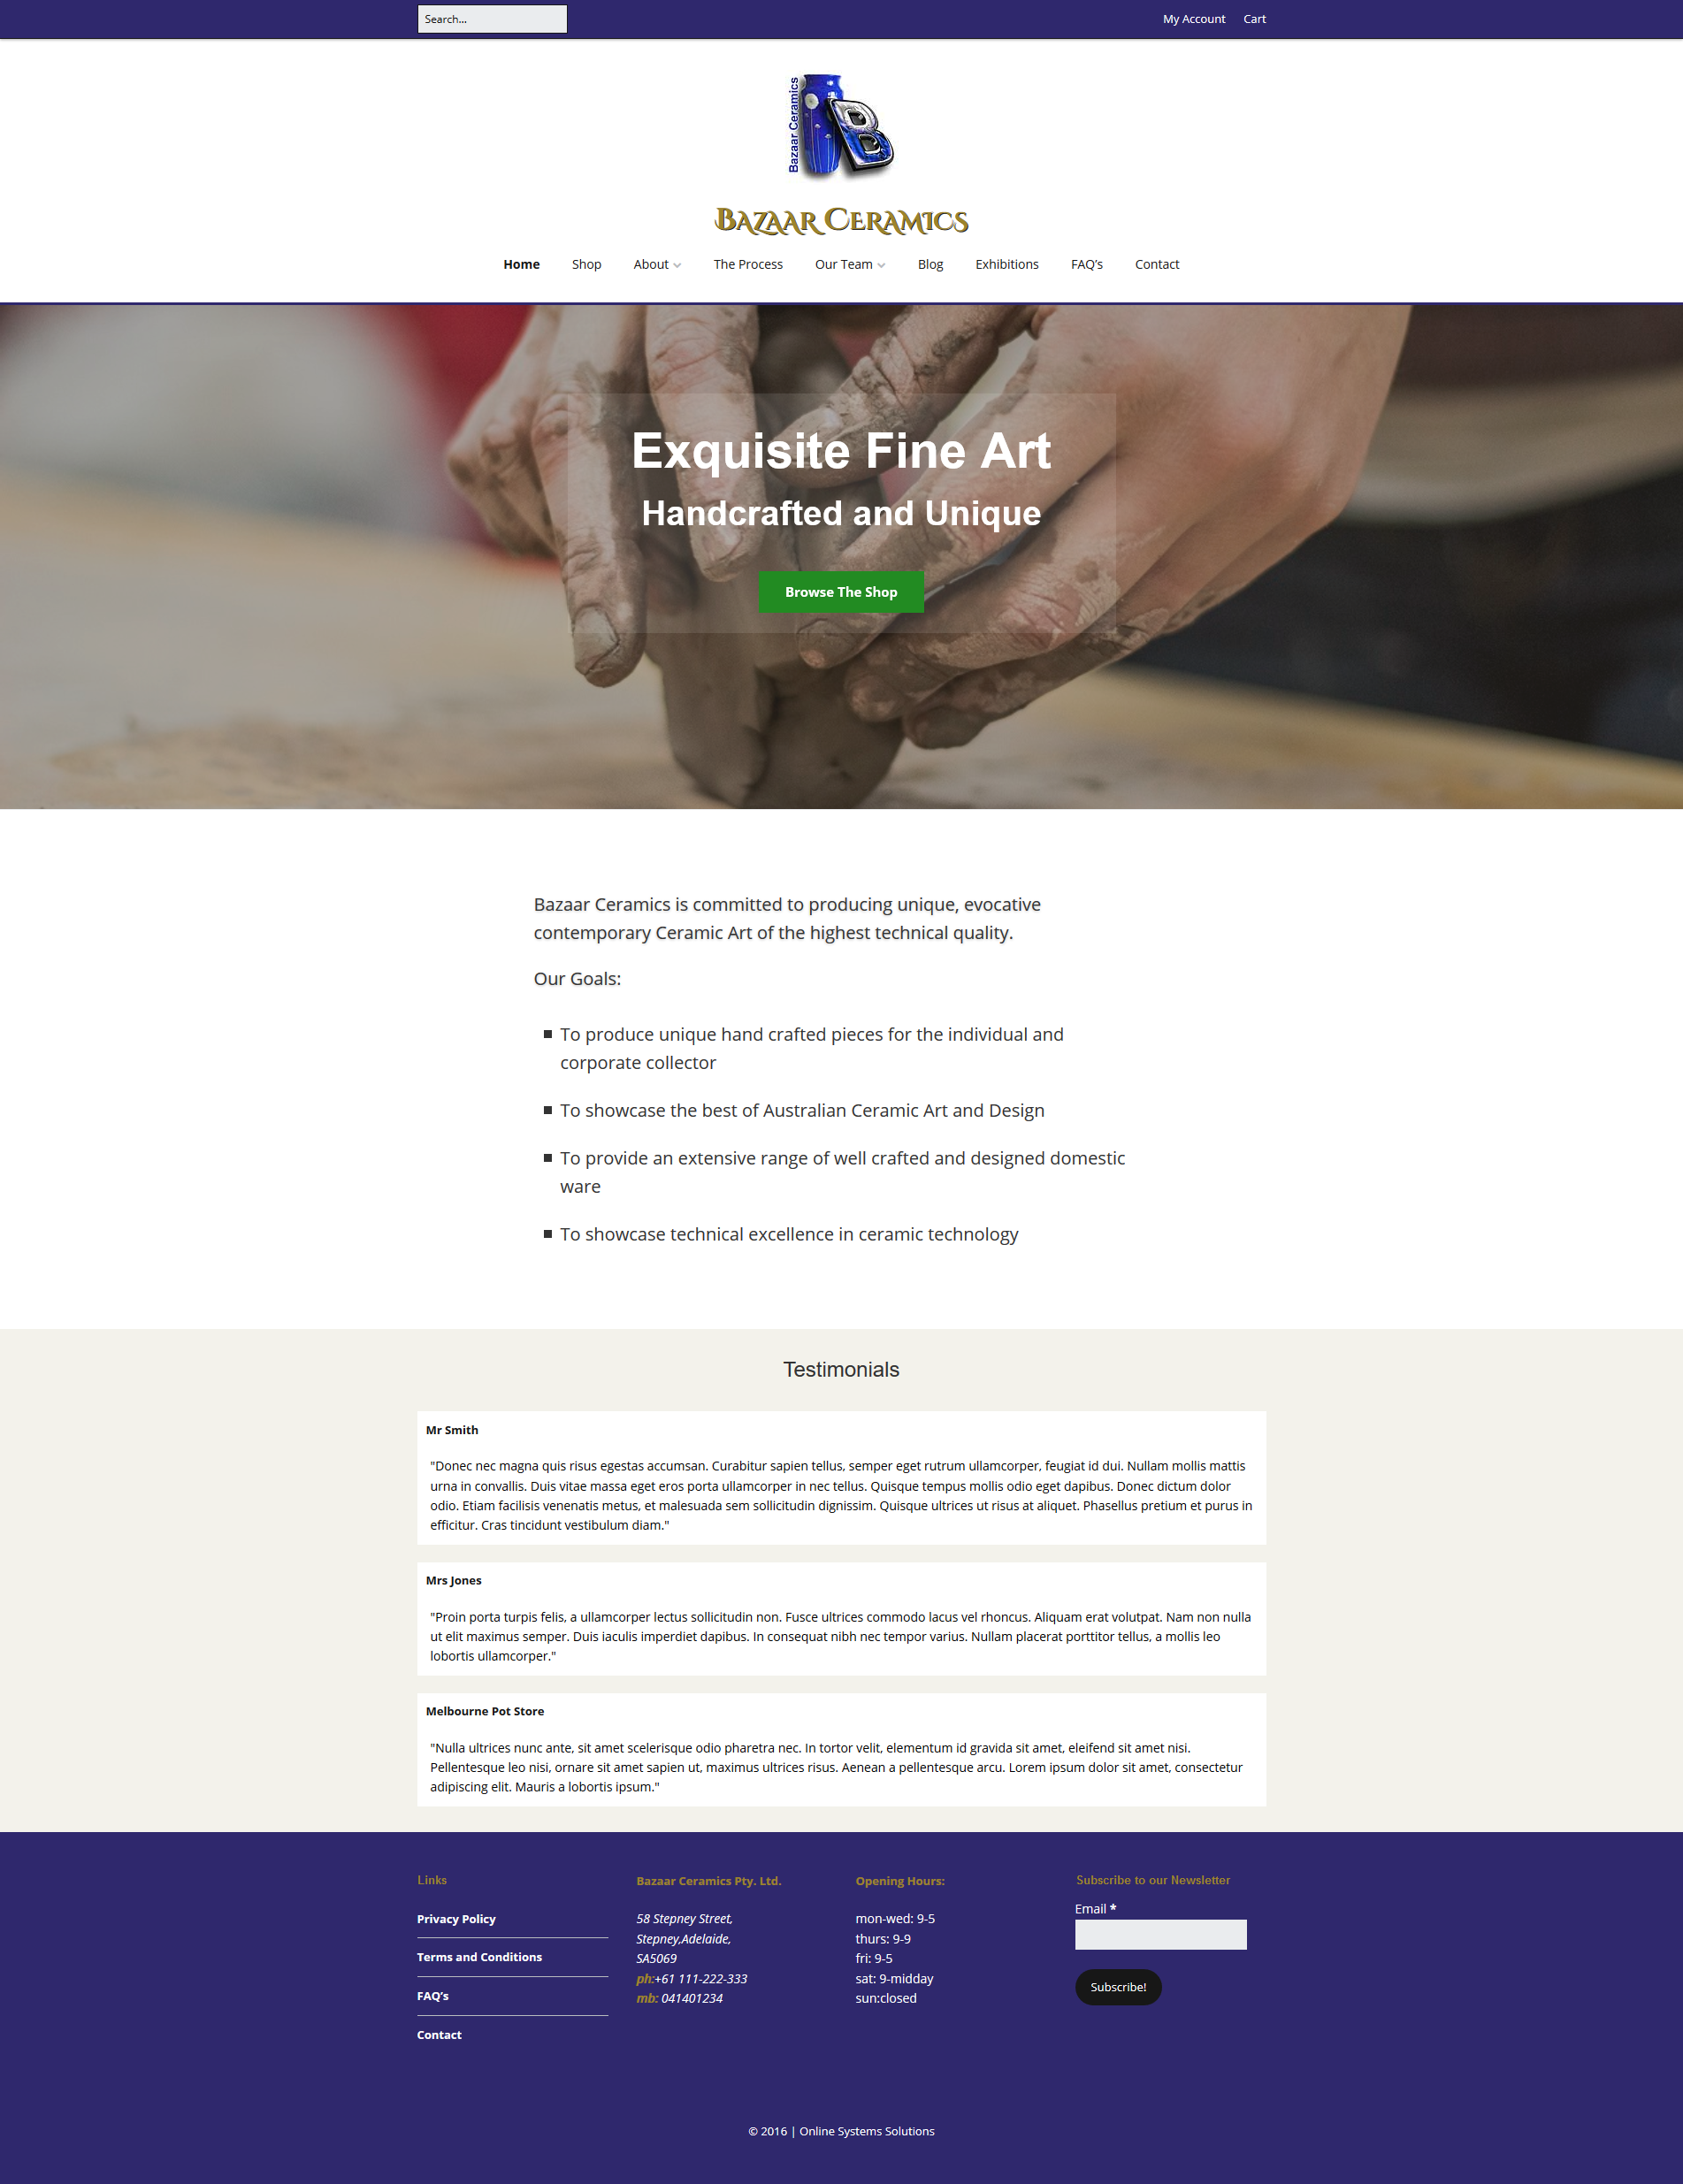 Search...
My Account Cart
Bazaar Ceramics
B
Bazaar Ceramics
Home Shop About The Process Our Team Blog Exhibitions FAQ's Contact
Exquisite Fine Art
Handcrafted and Unique
Browse The Shop
Bazaar Ceramics is committed to producing unique, evocative
contemporary Ceramic Art of the highest technical quality.
Our Goals:
To produce unique hand crafted pieces for the individual and
corporate collector
To showcase the best of Australian Ceramic Art and Design
To provide an extensive range of well crafted and designed domestic
ware
To showcase technical excellence in ceramic technology
Testimonials
Mr Smith
"Donec nec magna quis risus egestas accumsan. Curabitur sapien tellus, semper eget rutrum ullamcorper, feugiat id dui. Nullam mollis mattis
urna in convallis. Duis vitae massa eget eros porta ullamcorper in nec tellus. Quisque tempus mollis odio eget dapibus. Donec dictum dolor
odio. Etiam facilisis venenatis metus, et malesuada sem sollicitudin dignissim. Quisque ultrices ut risus at aliquet. Phasellus pretium et purus in
efficitur. Cras tincidunt vestibulum diam."
Mrs Jones
"Proin porta turpis felis, a ullamcorper lectus sollicitudin non. Fusce ultrices commodo lacus vel rhoncus. Aliquam erat volutpat. Nam non nulla
ut elit maximus semper. Duis iaculis imperdiet dapibus. In consequat nibh nec tempor varius. Nullam placerat porttitor tellus, a mollis leo
lobortis ullamcorper."
Melbourne Pot Store
"Nulla ultrices nunc ante, sit amet scelerisque odio pharetra nec. In tortor velit, elementum id gravida sit amet, eleifend sit amet nisi.
Pellentesque leo nisi, ornare sit amet sapien ut, maximus ultrices risus. Aenean a pellentesque arcu. Lorem ipsum dolor sit amet, consectetur
adipiscing elit. Mauris a lobortis ipsum."
Links
Privacy Policy
Terms and Conditions
FAQ's
Contact
Bazaar Ceramics Pty. Ltd.
58 Stepney Street,
Stepney,Adelaide,
SA5069
ph:+61 111-222-333
mb: 041401234
Opening Hours:
mon-wed: 9-5
thurs: 9-9
fri: 9-5
sat: 9-midday
sun:closed
Subscribe to our Newsletter
Email *
Subscribe!
© 2016 | Online Systems Solutions